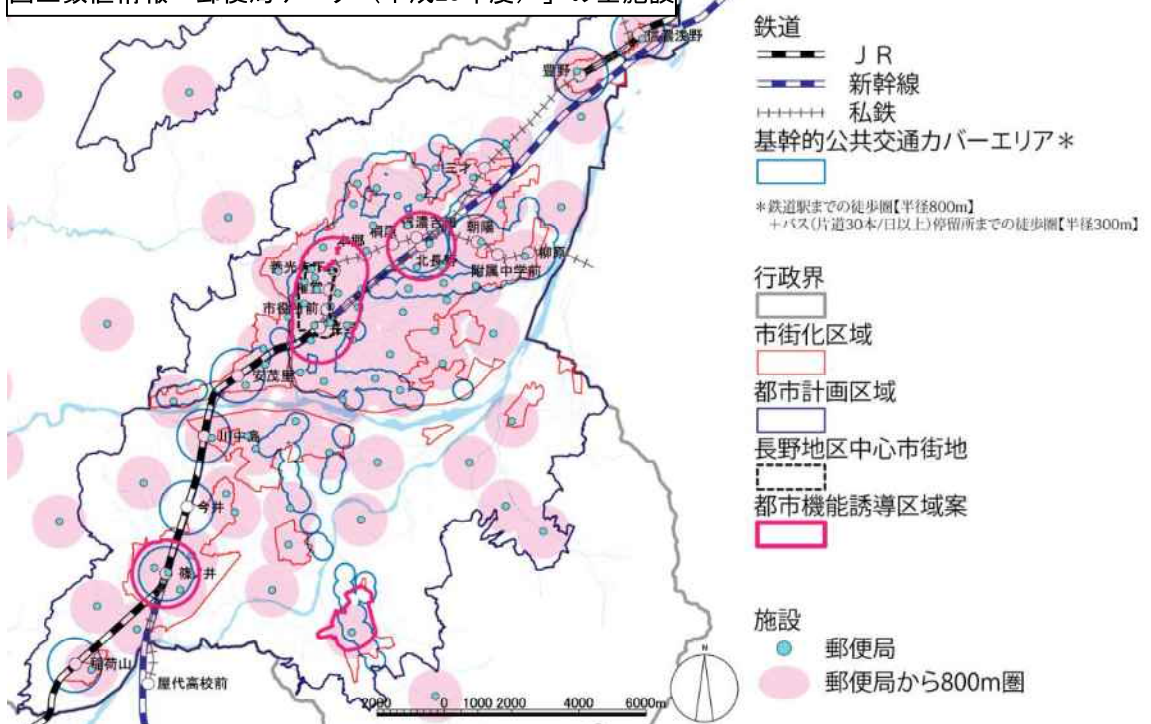 鉄道
ＪＲ
新幹線
私鉄
基幹的公共交通カバーエリア＊
＊鉄道駅までの徒歩圏【半径800m】
＋バス（片道30本/日以上）停留所までの徒歩圏【半径300m】
行政界
市街化区域
都市計画区域
長野地区中心市街地
都市機能誘導区域案
施設
郵便局
郵便局から800m圏
信濃浅野
豊野
三才
朝陽
桐原
本郷
北長野
柳原
附属中学前
善光寺下
市役所前
安茂里
川中島
今井
篠ノ井
稲荷山
屋代高校前
N
2000 0 1000 2000 4000 6000m